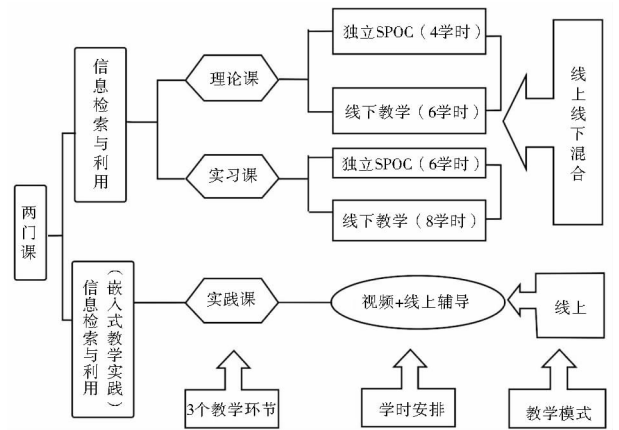 两门课
信息检索与利用
理论课
独立SPOC（4学时）
线下教学（6学时）
实习课
独立SPOC（6学时）
线下教学（8学时）
线上线下混合
信息检索与利用
（嵌入式教学实践）
实践课
视频+线上辅导
线上
3个教学环节
学时安排
教学模式